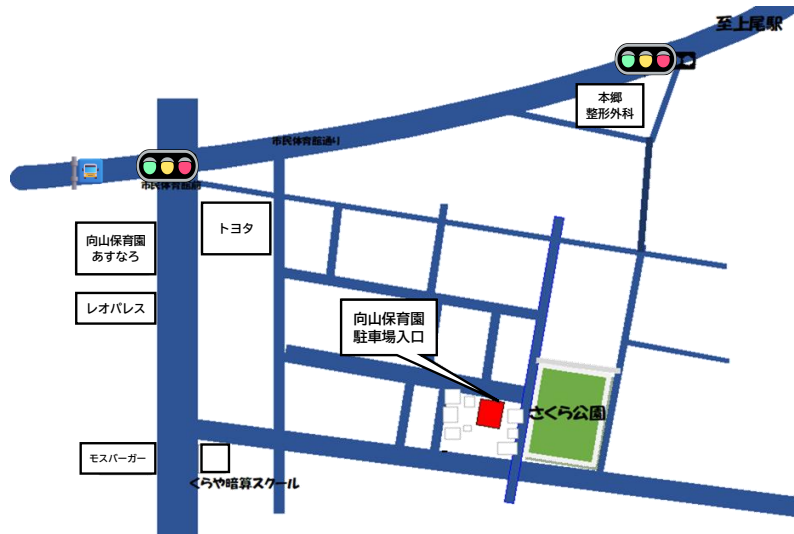 至上尾駅
本郷
整形外科
市民体育館通り
市民体育館前
トヨタ
向山保育園
あすなろ
レオパレス
向山保育園
駐車場入口
さくら公園
モスバーガー
くらや暗算スクール